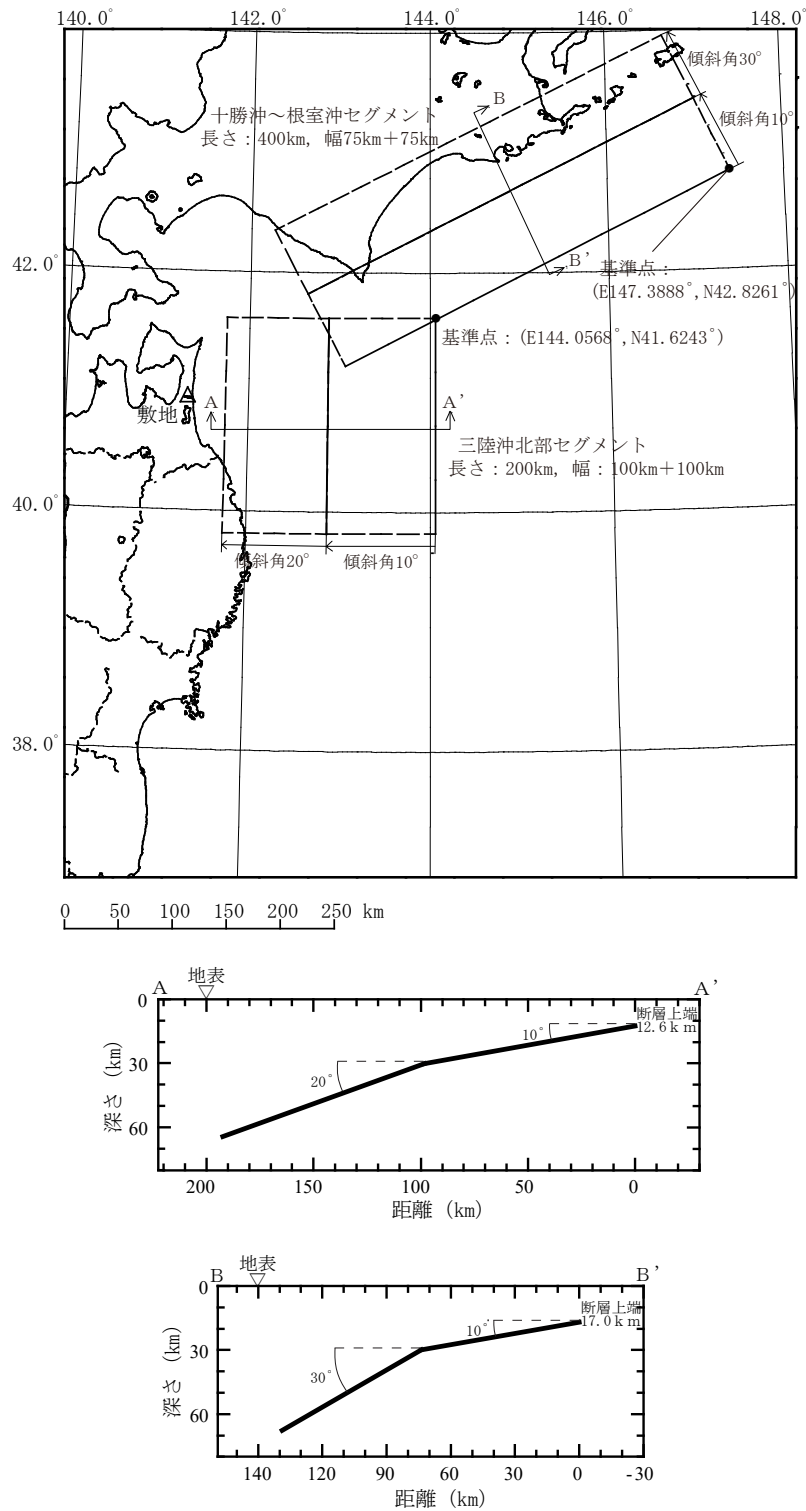 140.0°
142.0°
144.0°
146.0°
148.0°
傾斜角30°
B
十勝沖～根室沖セグメント
長さ：400km, 幅75km＋75km
傾斜角10°
42.0°
B’
基準点：
(E147.3888°,N42.8261°)
基準点：(E144.0568°,N41.6243°)
敷地
A
A’
三陸沖北部セグメント
長さ：200km, 幅：100km＋100km
40.0°
傾斜角20°
傾斜角10°
38.0°
0 50 100 150 200 250 km
A
地表
A’
0
断層上端
12.6km
10°
30
20°
60
深さ (km)
200 150 100 50 0
距離 (km)
B
地表
B’
0
断層上端
17.0km
10°
30
30°
60
深さ (km)
140 120 90 60 30 0 -30
距離 (km)